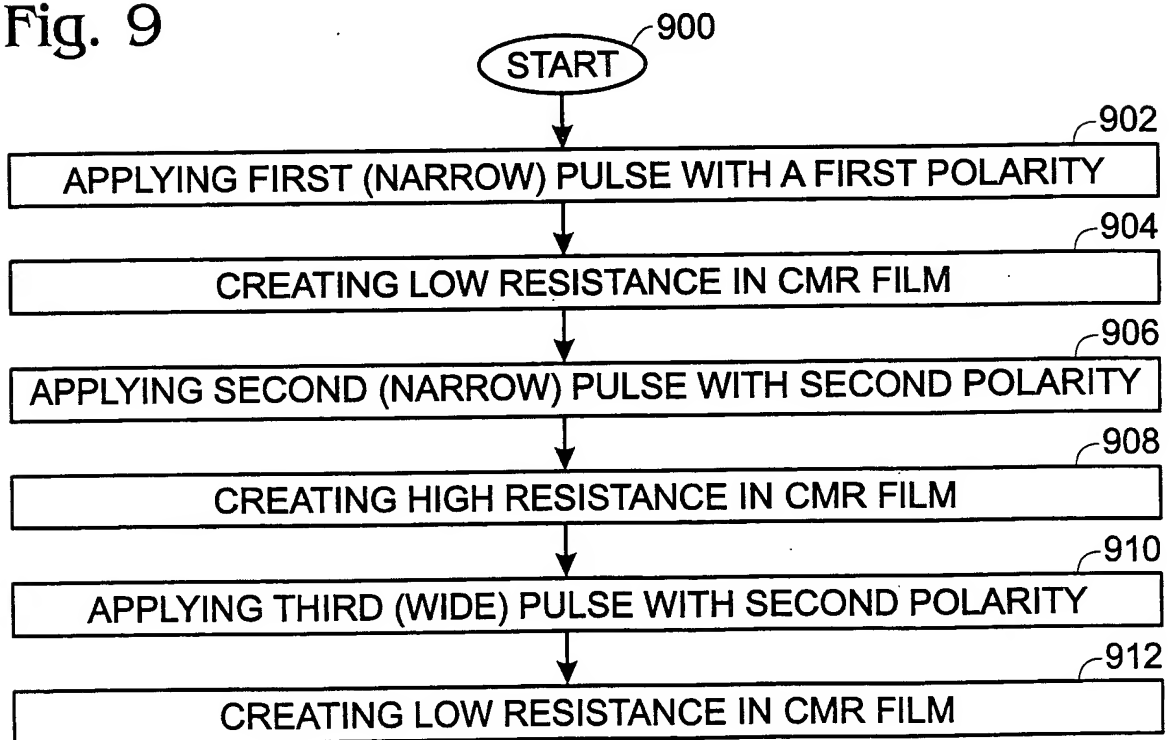 Fig. 9
900
START
902
APPLYING FIRST (NARROW) PULSE WITH A FIRST POLARITY
904
CREATING LOW RESISTANCE IN CMR FILM
906
APPLYING SECOND (NARROW) PULSE WITH SECOND POLARITY
908
CREATING HIGH RESISTANCE IN CMR FILM
910
APPLYING THIRD (WIDE) PULSE WITH SECOND POLARITY
912
CREATING LOW RESISTANCE IN CMR FILM